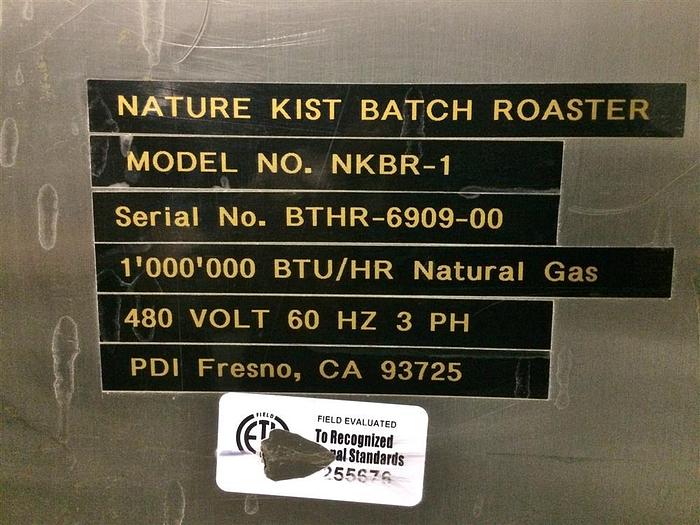 NATURE KIST BATCH ROASTER
MODEL NO. NKBR-1
Serial No. BTHR-6909-00
1'000'000 BTU/HR Natural Gas
480 VOLT 60 HZ 3 PH
PDI Fresno, CA 93725
FIELD
FIELD EVALUATED
To Recognized
Standards